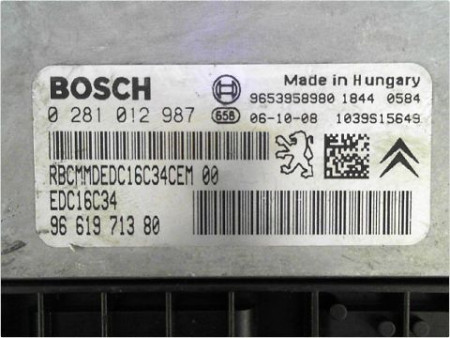 BOSCH
Made in Hungary
9653958980 1844 0584
0 281 012 987
658
06-10-08 1039S15649
RBCMMDEDC16C34CEM 00
EDC16C34
96 619 713 80